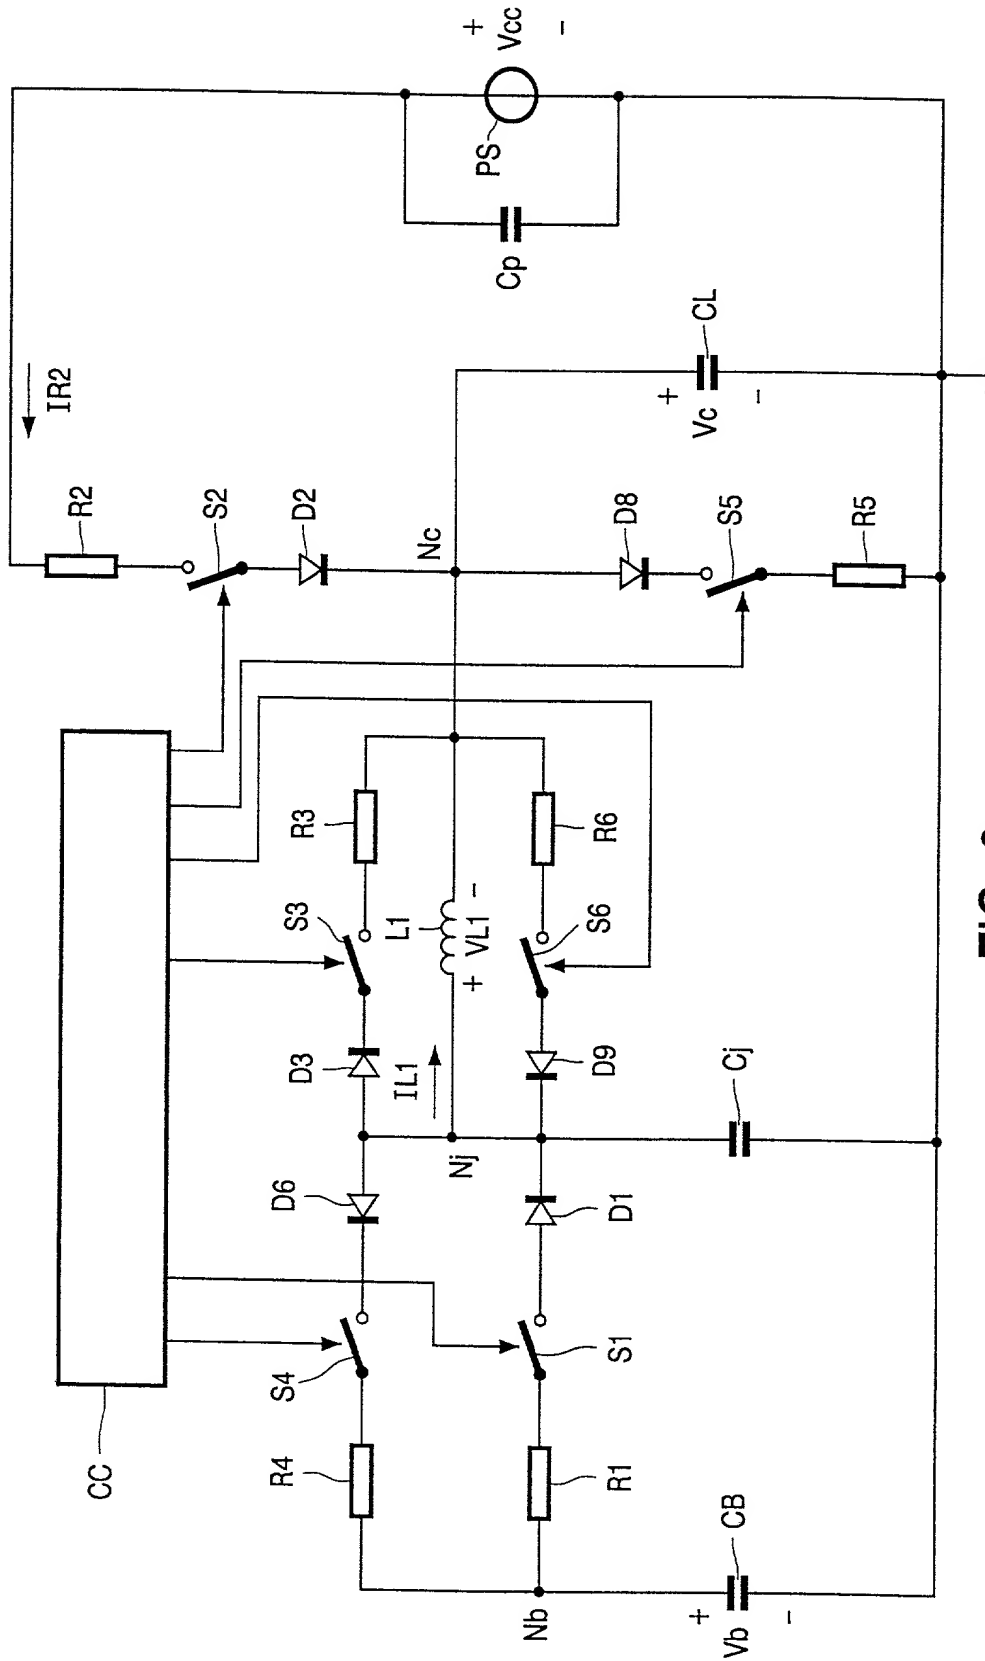 CC
R2
S2
D2
IR2
+
Vcc
-
PS
Cp
Nc
D8
S5
R5
+
Vc
-
CL
R3
S3
D3
L1
+ VL1 -
IL1
R6
S6
D9
Nj
Cj
D6
S4
R4
D1
S1
R1
Nb
+
Vb
-
CB